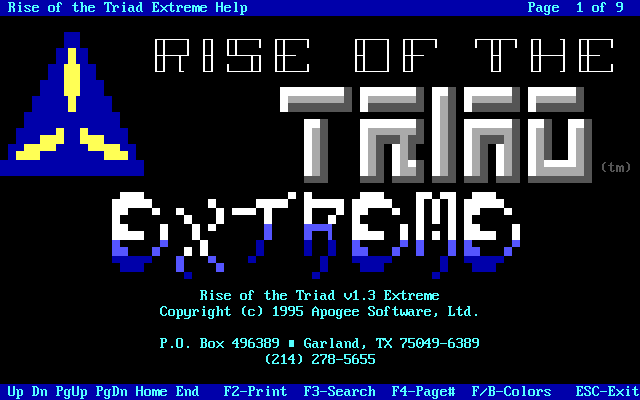 Rise of the Triad Extreme Help Page 1 of 9
RISE OF THE
TRIAD (tm)
EXTREME
Rise of the Triad v1.3 Extreme
Copyright (c) 1995 Apogee Software, Ltd.
P.O. Box 496389 ■ Garland, TX 75049-6389
(214) 278-5655
Up Dn PgUp PgDn Home End F2-Print F3-Search F4-Page# F/B-Colors ESC-Exit